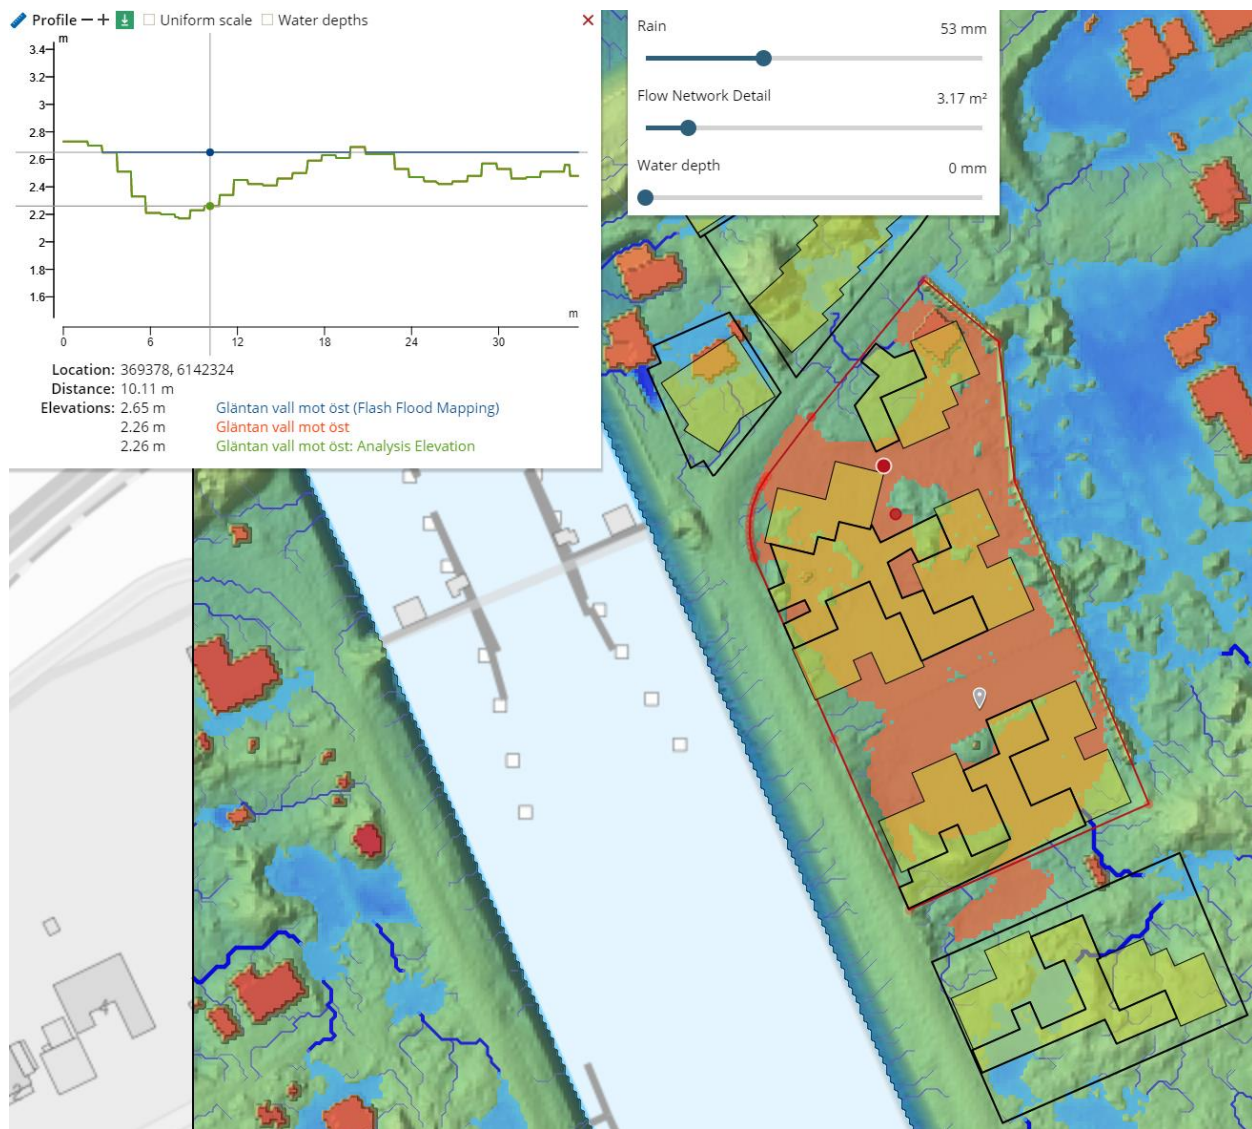 Profile − + Uniform scale Water depths ×
m
3.4
3.2
3
2.8
2.6
2.4
2.2
2
1.8
1.6
m
0 6 12 18 24 30
Location: 369378, 6142324
Distance: 10.11 m
Elevations: 2.65 m Gläntan vall mot öst (Flash Flood Mapping)
2.26 m Gläntan vall mot öst
2.26 m Gläntan vall mot öst: Analysis Elevation
Rain 53 mm
Flow Network Detail 3.17 m²
Water depth 0 mm